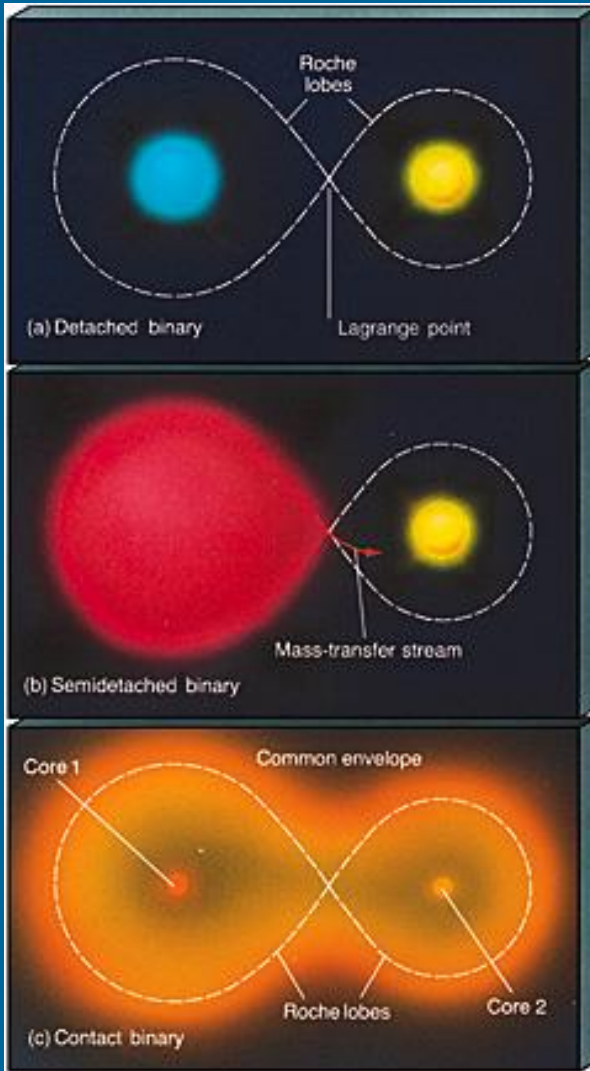 Roche
lobes
(a) Detached binary
Lagrange point
Mass-transfer stream
(b) Semidetached binary
Common envelope
Core 1
Roche lobes
Core 2
(c) Contact binary